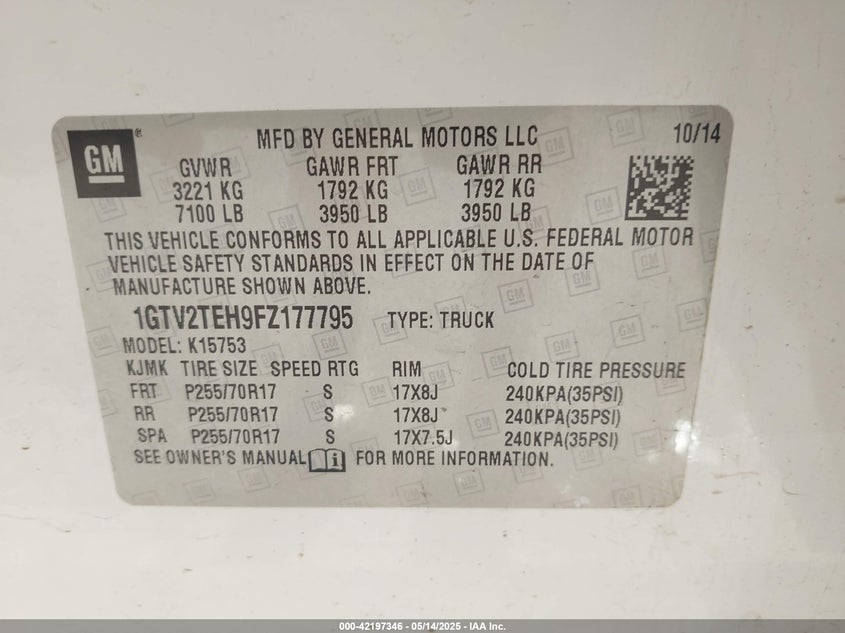 GM ®
MFD BY GENERAL MOTORS LLC 10/14
GVWR GAWR FRT GAWR RR
3221 KG 1792 KG 1792 KG
7100 LB 3950 LB 3950 LB
THIS VEHICLE CONFORMS TO ALL APPLICABLE U.S. FEDERAL MOTOR
VEHICLE SAFETY STANDARDS IN EFFECT ON THE DATE OF
MANUFACTURE SHOWN ABOVE.
1GTV2TEH9FZ177795 TYPE: TRUCK
MODEL: K15753
KJMK TIRE SIZE SPEED RTG RIM COLD TIRE PRESSURE
FRT P255/70R17 S 17X8J 240KPA(35PSI)
RR P255/70R17 S 17X8J 240KPA(35PSI)
SPA P255/70R17 S 17X7.5J 240KPA(35PSI)
SEE OWNER'S MANUAL i FOR MORE INFORMATION.
000-42197346 - 05/14/2025 - IAA Inc.